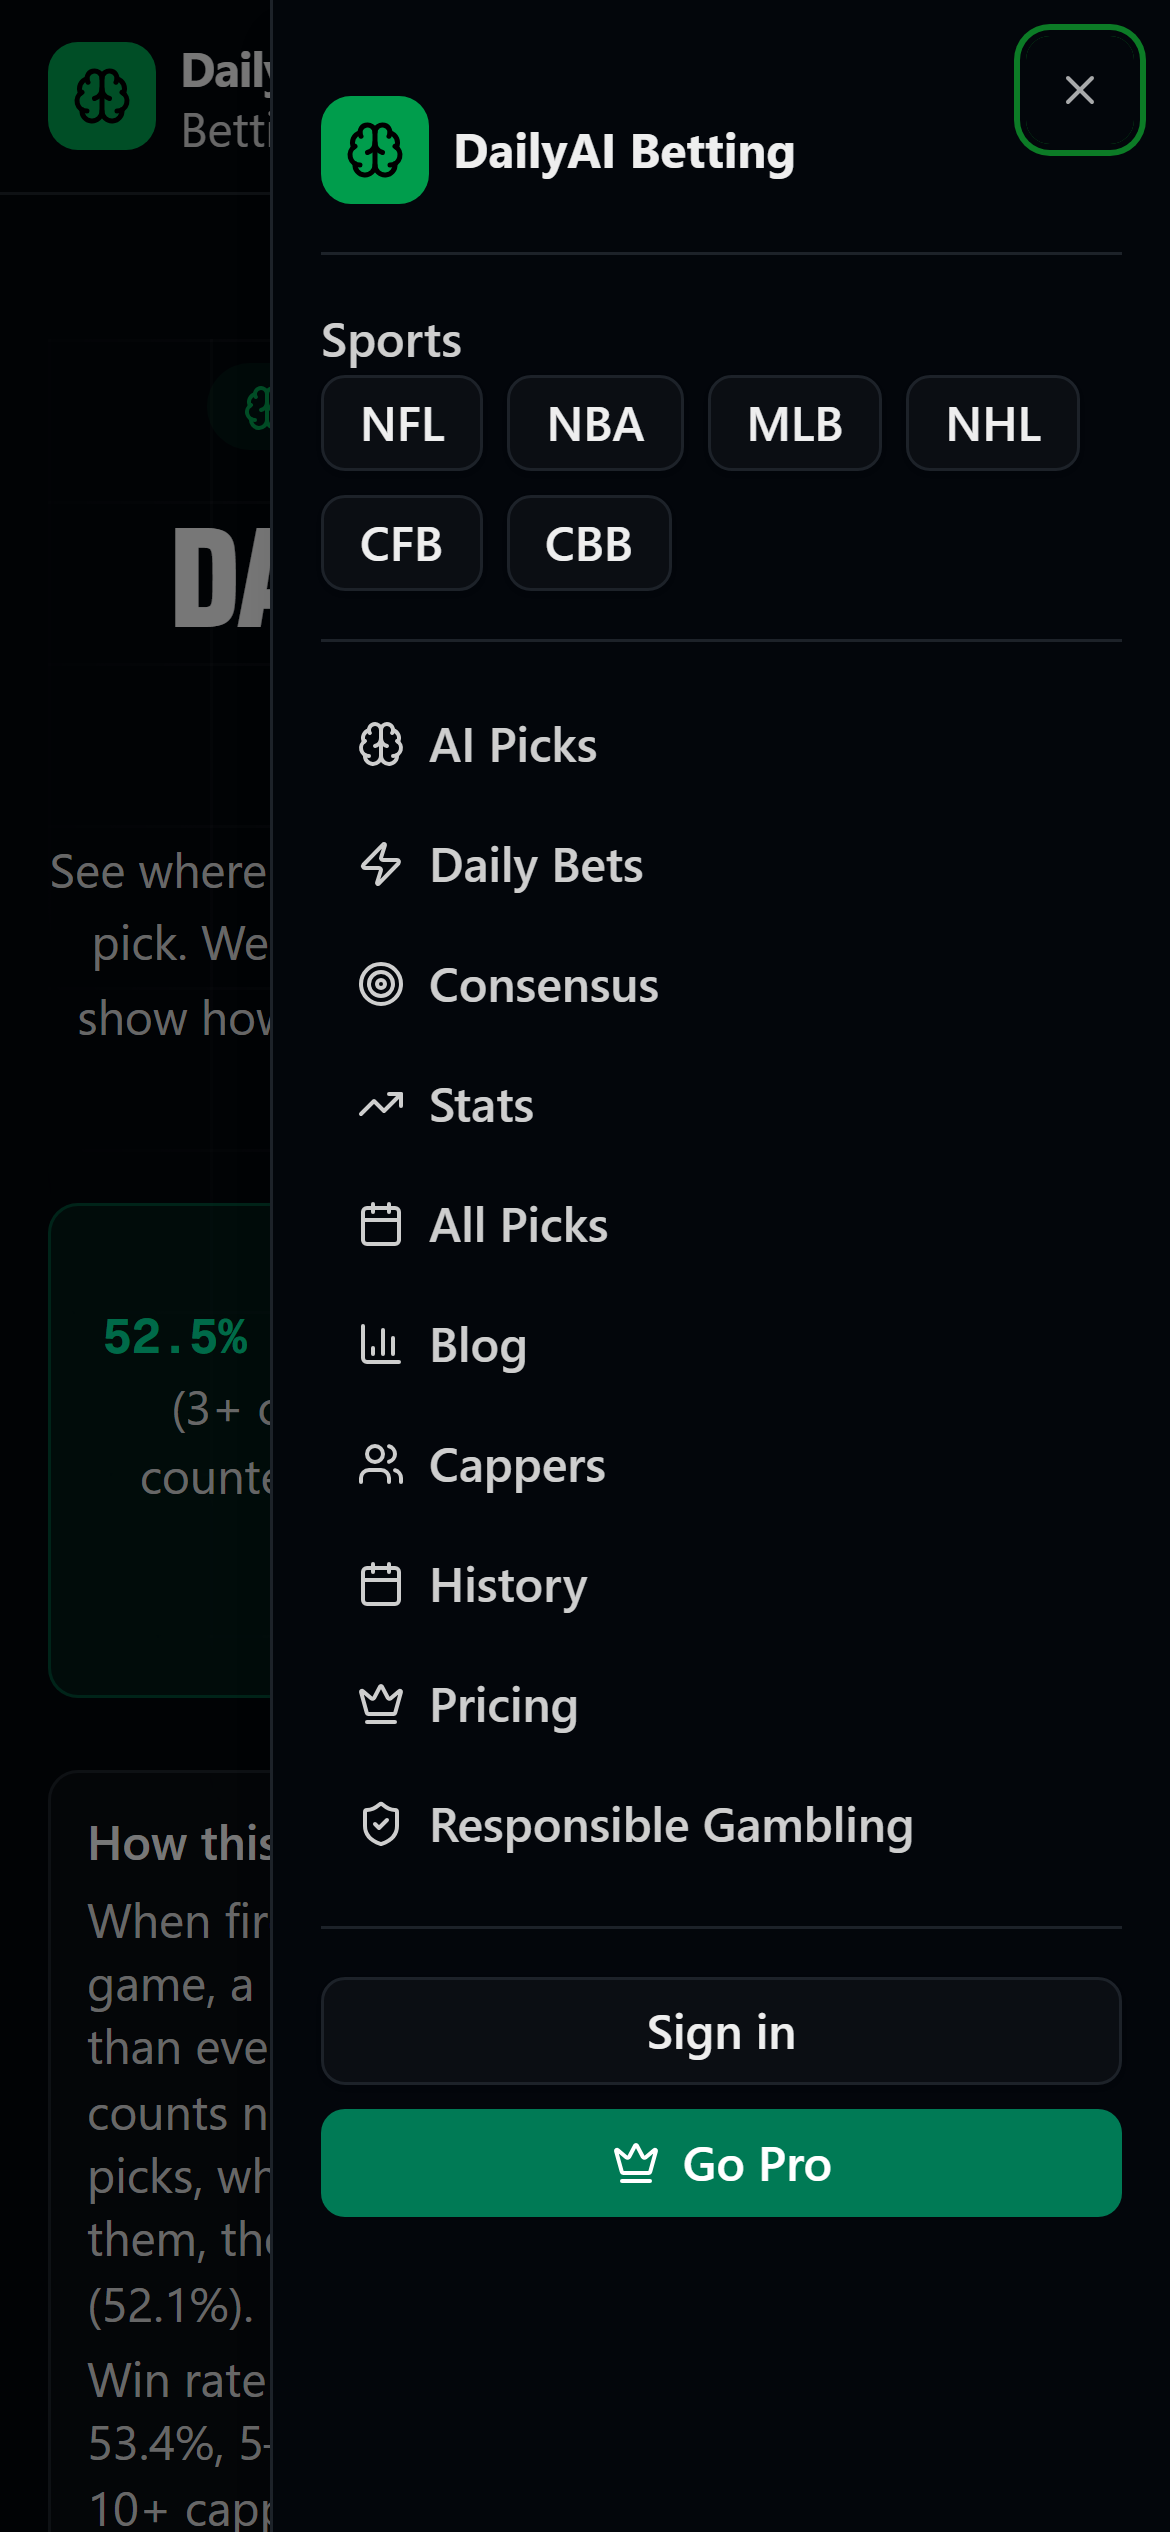 Daily
Betti
DailyAI Betting
Sports
NFL
NBA
MLB
NHL
CFB
CBB
AI Picks
Daily Bets
Consensus
Stats
All Picks
Blog
Cappers
History
Pricing
Responsible Gambling
Sign in
Go Pro
DA
See where
pick. We
show how
52.5%
(3+ c
counte
How this
When fir
game, a
than eve
counts n
picks, wh
them, the
(52.1%).
Win rate
53.4%, 5-
10+ capp